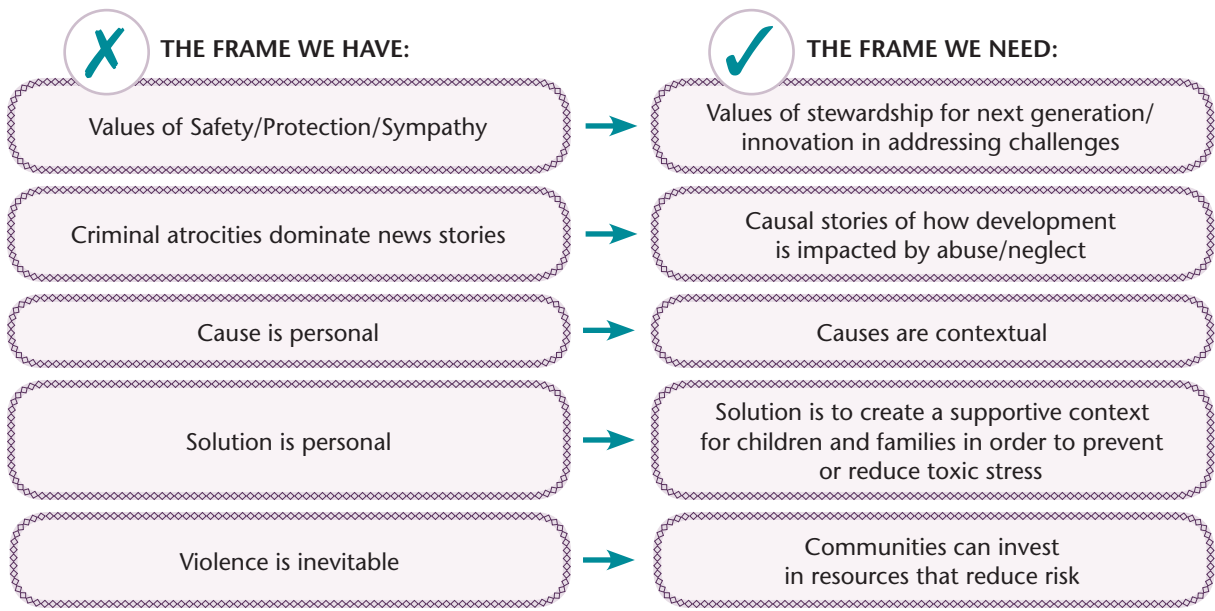 THE FRAME WE HAVE:
THE FRAME WE NEED:
Values of Safety/Protection/Sympathy
Values of stewardship for next generation/
innovation in addressing challenges
Criminal atrocities dominate news stories
Causal stories of how development
is impacted by abuse/neglect
Cause is personal
Causes are contextual
Solution is personal
Solution is to create a supportive context
for children and families in order to prevent
or reduce toxic stress
Violence is inevitable
Communities can invest
in resources that reduce risk